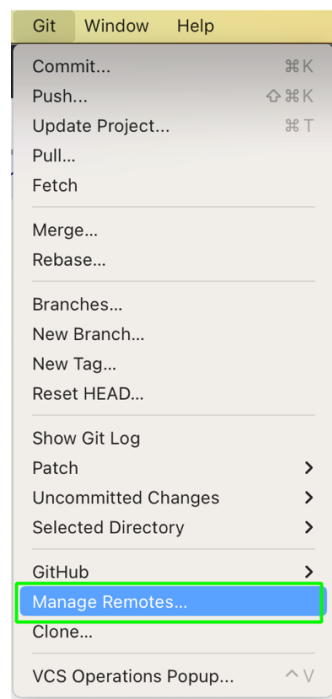 Git Window Help
Commit... ⌘K
Push... ⇧⌘K
Update Project... ⌘T
Pull...
Fetch
Merge...
Rebase...
Branches...
New Branch...
New Tag...
Reset HEAD...
Show Git Log
Patch
Uncommitted Changes
Selected Directory
GitHub
Manage Remotes...
Clone...
VCS Operations Popup... ^V